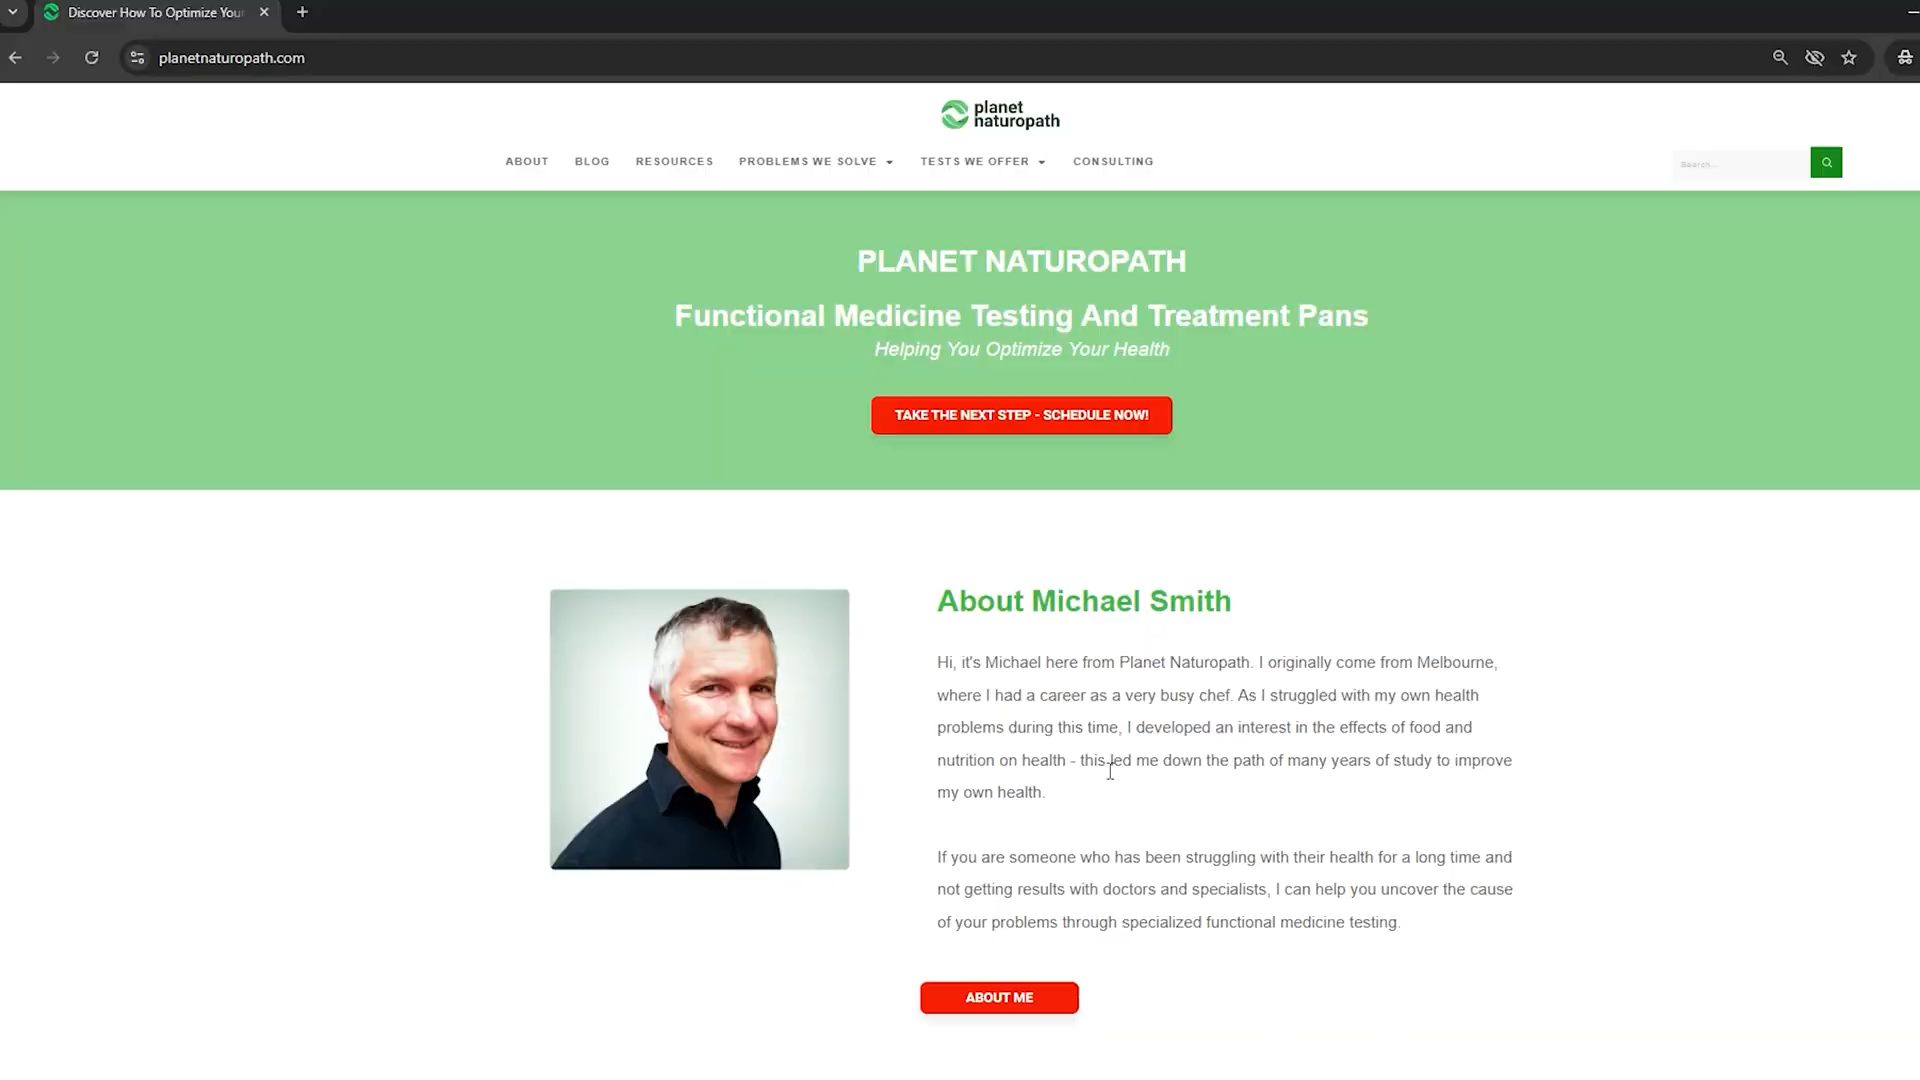 Discover How To Optimize Your
planetnaturopath.com
planet
naturopath
ABOUT BLOG RESOURCES PROBLEMS WE SOLVE TESTS WE OFFER CONSULTING
Search...
PLANET NATUROPATH
Functional Medicine Testing And Treatment Pans
Helping You Optimize Your Health
TAKE THE NEXT STEP - SCHEDULE NOW!
About Michael Smith
Hi, it's Michael here from Planet Naturopath. I originally come from Melbourne,
where I had a career as a very busy chef. As I struggled with my own health
problems during this time, I developed an interest in the effects of food and
nutrition on health - this led me down the path of many years of study to improve
my own health.
If you are someone who has been struggling with their health for a long time and
not getting results with doctors and specialists, I can help you uncover the cause
of your problems through specialized functional medicine testing.
ABOUT ME